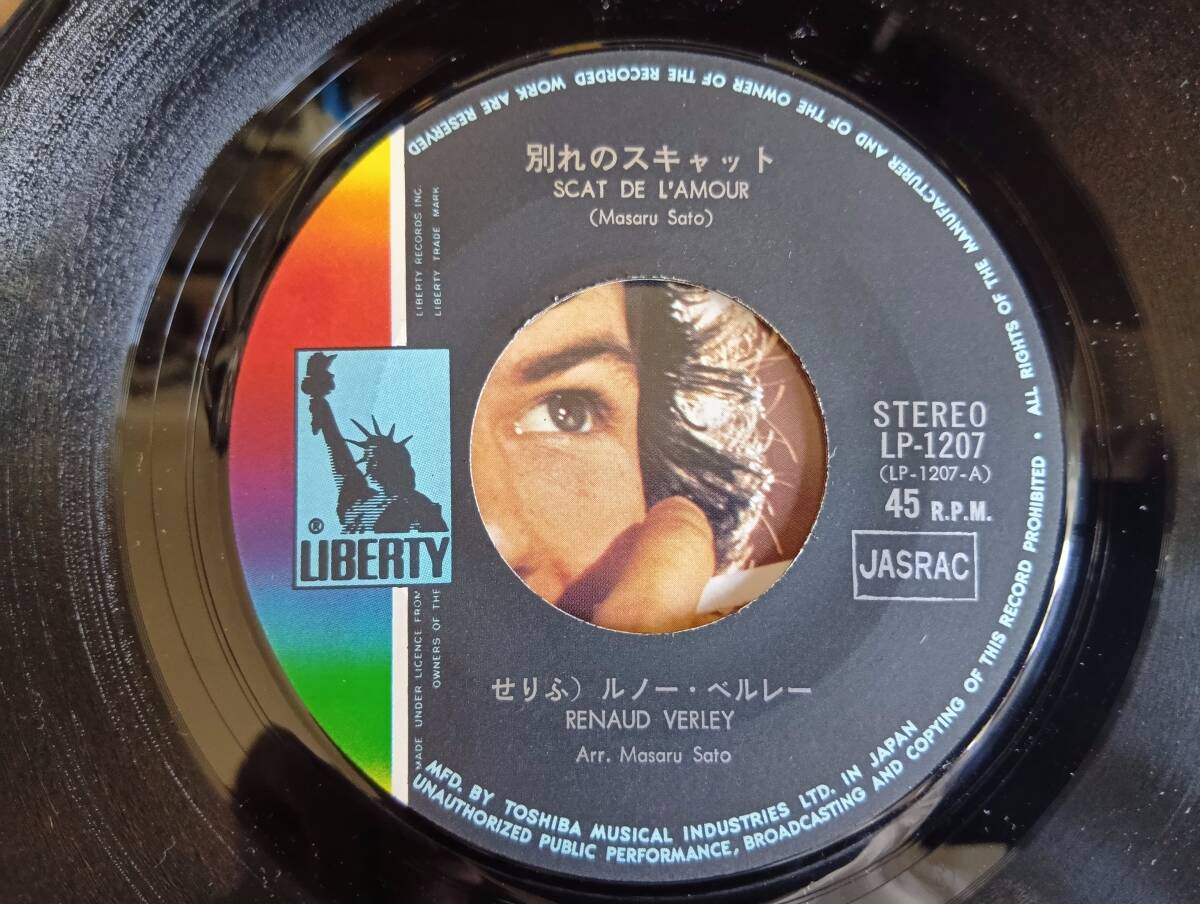 別れのスキャット
SCAT DE L'AMOUR
(Masaru Sato)
STEREO
LP-1207
(LP-1207-A)
45 R.P.M.
JASRAC
® LIBERTY
せりふ) ルノー・ベルレー
RENAUD VERLEY
Arr. Masaru Sato
MADE UNDER LICENCE FROM LIBERTY RECORDS INC.
OWNERS OF THE LIBERTY TRADE MARK
MFD. BY TOSHIBA MUSICAL INDUSTRIES LTD. IN JAPAN
UNAUTHORIZED PUBLIC PERFORMANCE, BROADCASTING AND COPYING OF THIS RECORD PROHIBITED • ALL RIGHTS OF THE MANUFACTURER AND OF THE OWNER OF THE RECORDED WORK ARE RESERVED